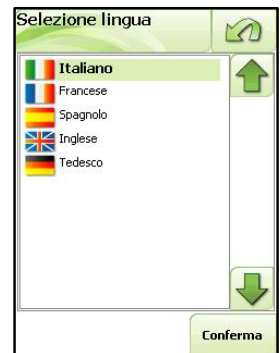 Selezione lingua
Italiano
Francese
Spagnolo
Inglese
Tedesco
Conferma